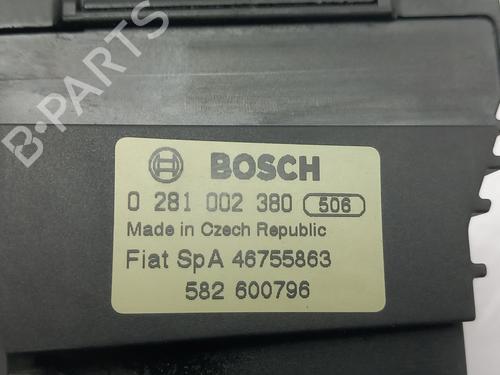 B-PARTS
BOSCH
0 281 002 380 506
Made in Czech Republic
Fiat SpA 46755863
582 600796